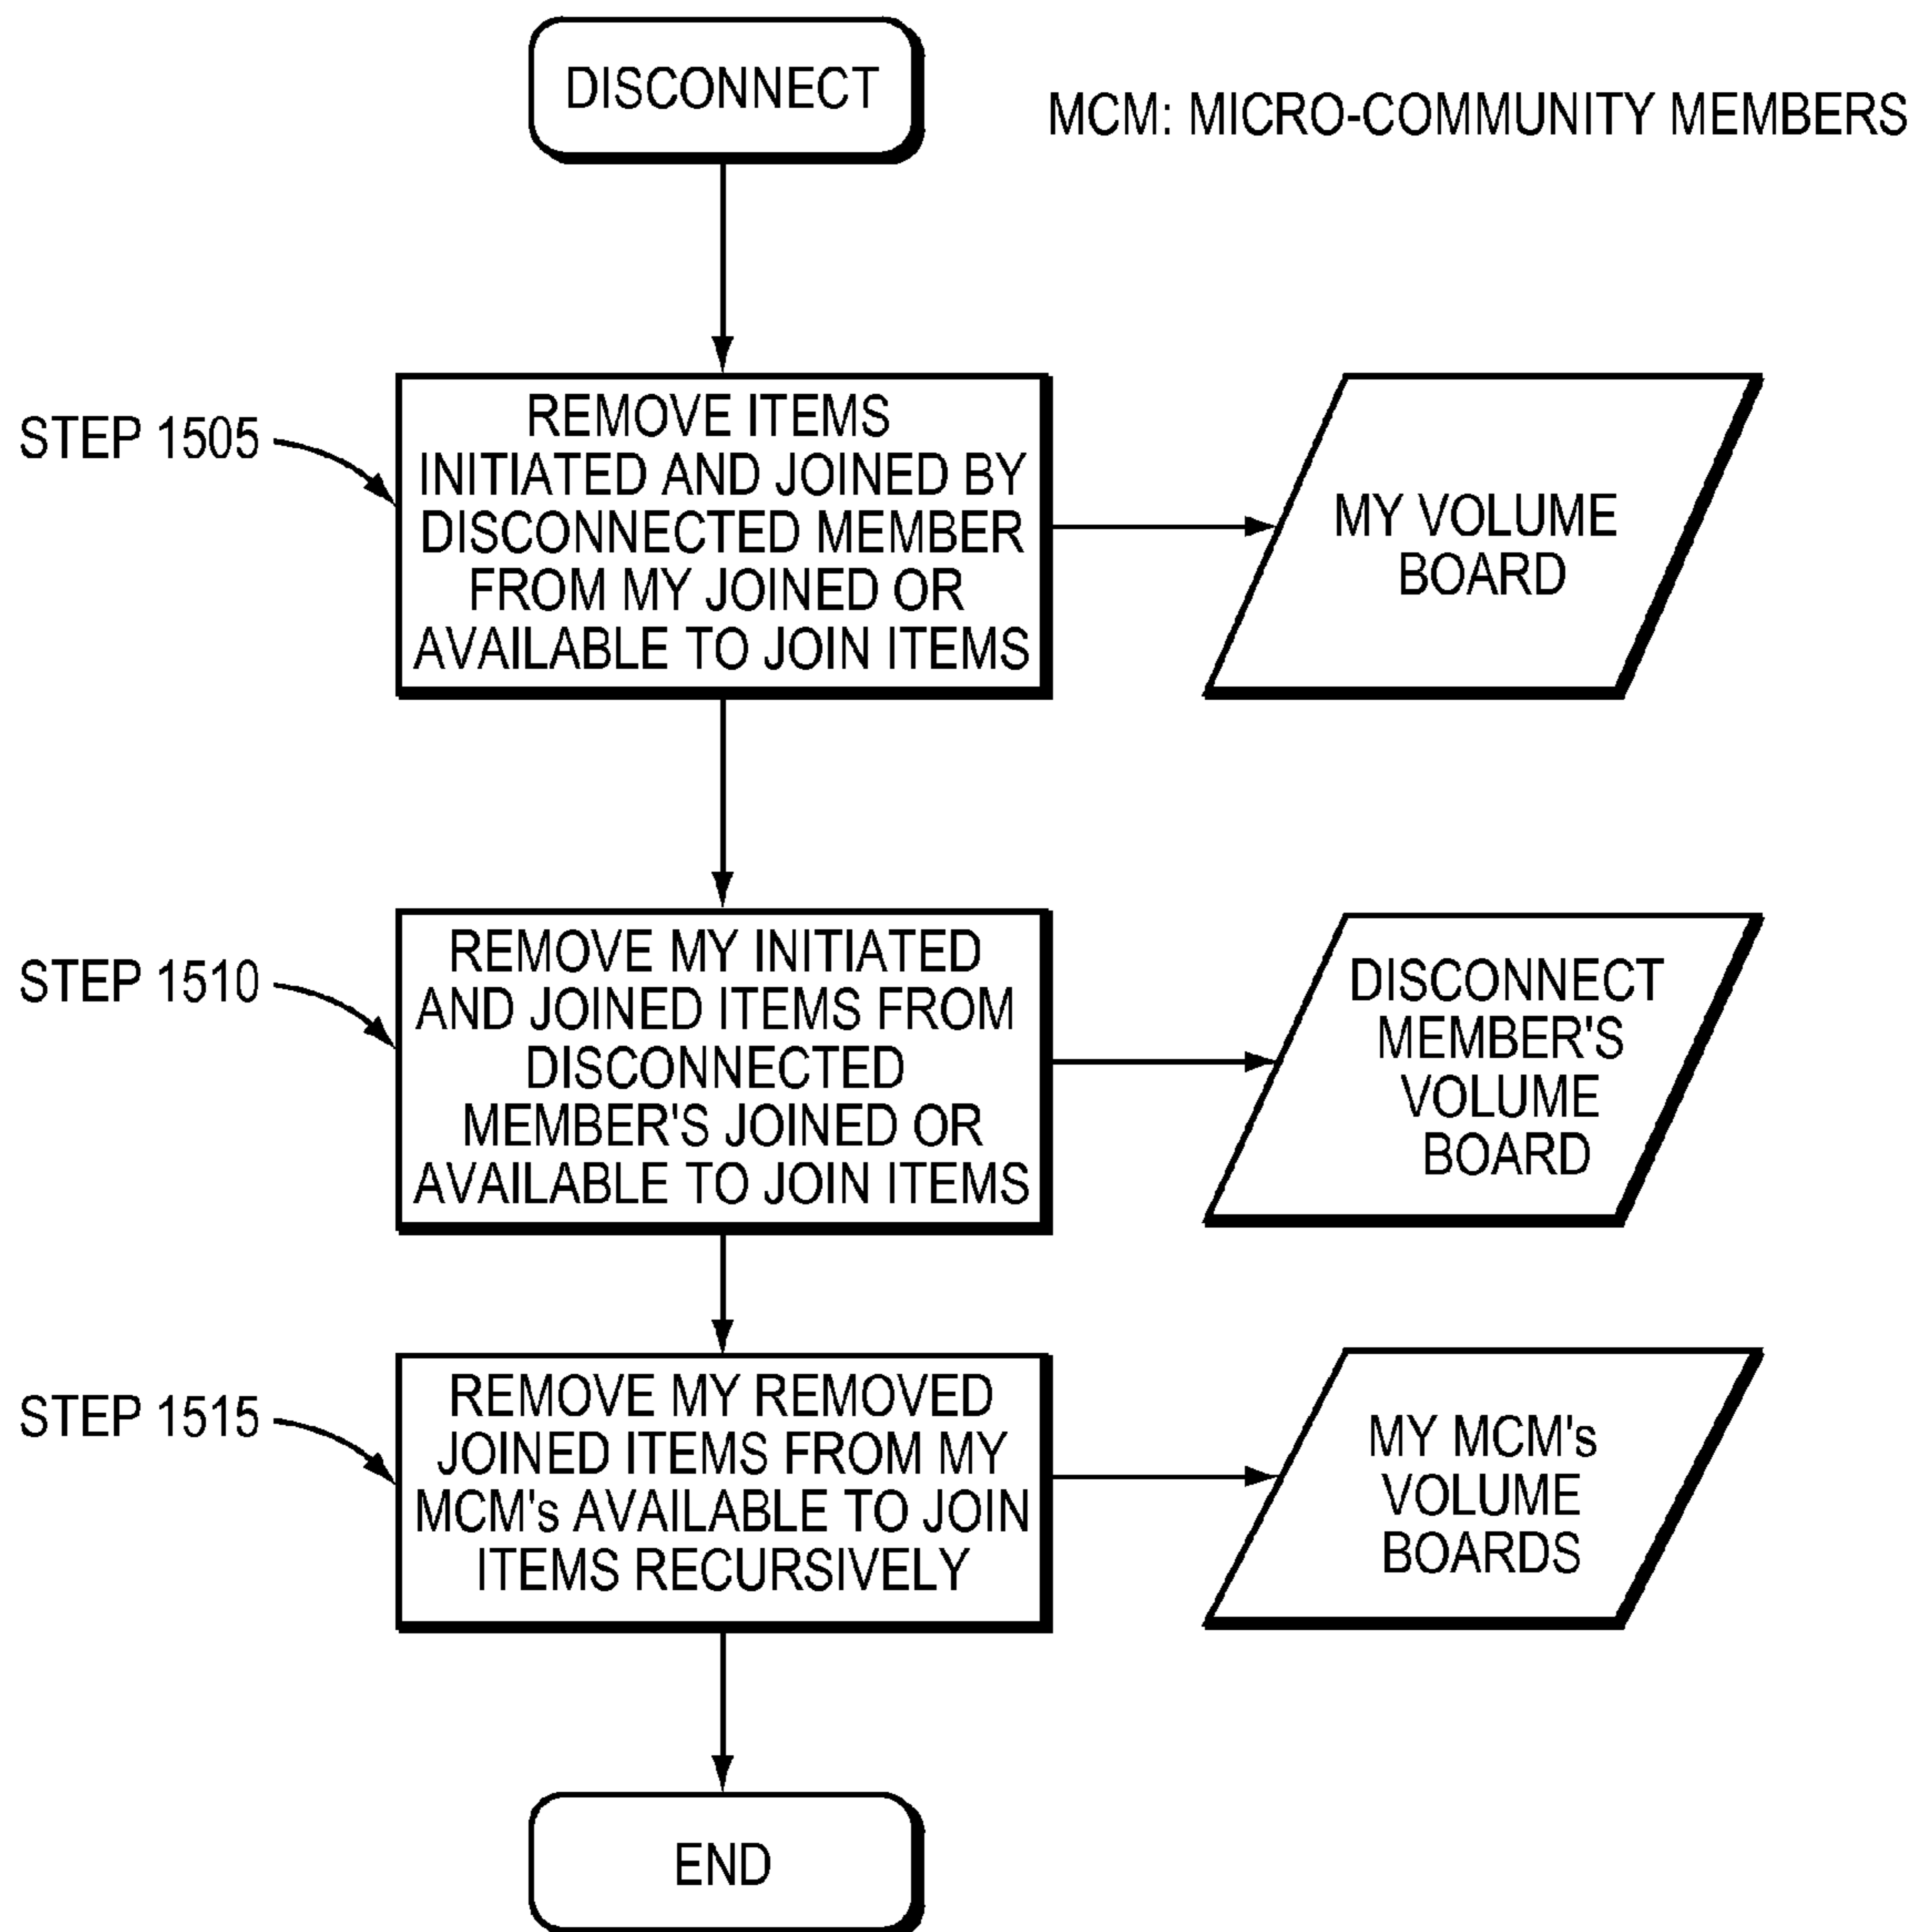 DISCONNECT
MCM: MICRO-COMMUNITY MEMBERS
STEP 1505
REMOVE ITEMS
INITIATED AND JOINED BY
DISCONNECTED MEMBER
FROM MY JOINED OR
AVAILABLE TO JOIN ITEMS
MY VOLUME
BOARD
STEP 1510
REMOVE MY INITIATED
AND JOINED ITEMS FROM
DISCONNECTED
MEMBER'S JOINED OR
AVAILABLE TO JOIN ITEMS
DISCONNECT
MEMBER'S
VOLUME
BOARD
STEP 1515
REMOVE MY REMOVED
JOINED ITEMS FROM MY
MCM's AVAILABLE TO JOIN
ITEMS RECURSIVELY
MY MCM's
VOLUME
BOARDS
END